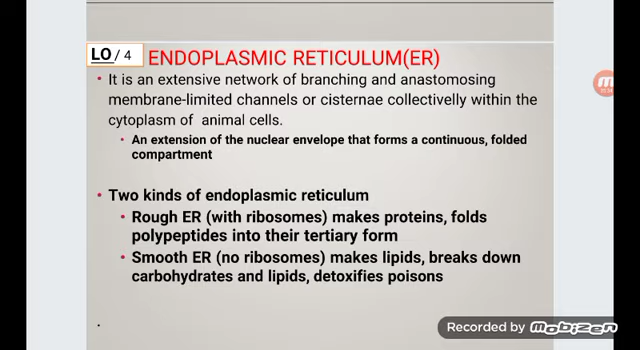 LO/4 ENDOPLASMIC RETICULUM(ER)
• It is an extensive network of branching and anastomosing
membrane-limited channels or cisternae collectivelly within the
cytoplasm of animal cells.
• An extension of the nuclear envelope that forms a continuous, folded
compartment
• Two kinds of endoplasmic reticulum
• Rough ER (with ribosomes) makes proteins, folds
polypeptides into their tertiary form
• Smooth ER (no ribosomes) makes lipids, breaks down
carbohydrates and lipids, detoxifies poisons
Recorded by mobizen